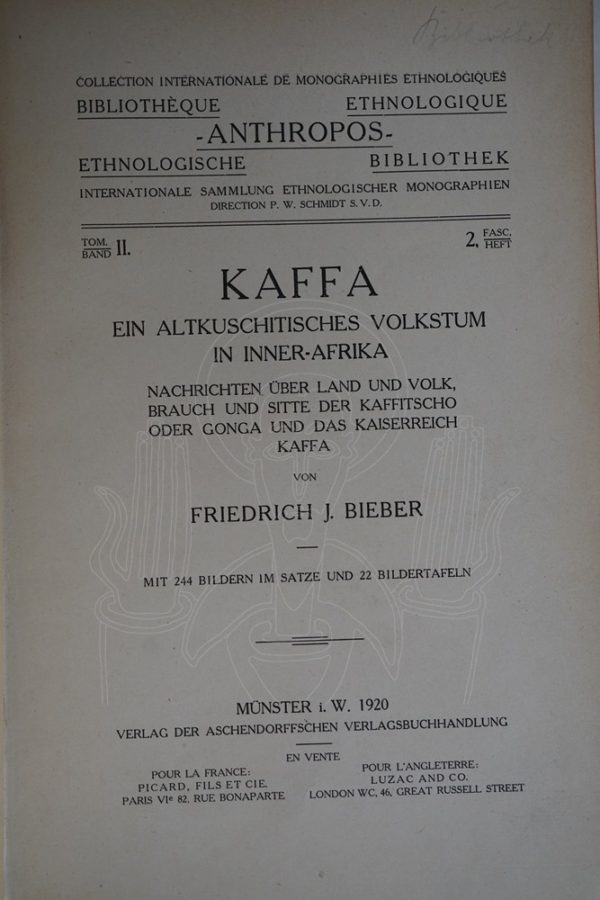 Bibliothek
COLLECTION INTERNATIONALE DE MONOGRAPHIES ETHNOLOGIQUES
BIBLIOTHÈQUE ETHNOLOGIQUE
-ANTHROPOS-
ETHNOLOGISCHE BIBLIOTHEK
INTERNATIONALE SAMMLUNG ETHNOLOGISCHER MONOGRAPHIEN
DIRECTION P. W. SCHMIDT S. V. D.
TOM. BAND II. 2. FASC. HEFT
KAFFA
EIN ALTKUSCHITISCHES VOLKSTUM
IN INNER-AFRIKA
NACHRICHTEN ÜBER LAND UND VOLK,
BRAUCH UND SITTE DER KAFFITSCHO
ODER GONGA UND DAS KAISERREICH
KAFFA
VON
FRIEDRICH J. BIEBER
MIT 244 BILDERN IM SATZE UND 22 BILDERTAFELN
MÜNSTER i. W. 1920
VERLAG DER ASCHENDORFFSCHEN VERLAGSBUCHHANDLUNG
EN VENTE
POUR LA FRANCE:
PICARD, FILS ET CIE.
PARIS VIe 82, RUE BONAPARTE
POUR L'ANGLETERRE:
LUZAC AND CO.
LONDON WC, 46, GREAT RUSSELL STREET